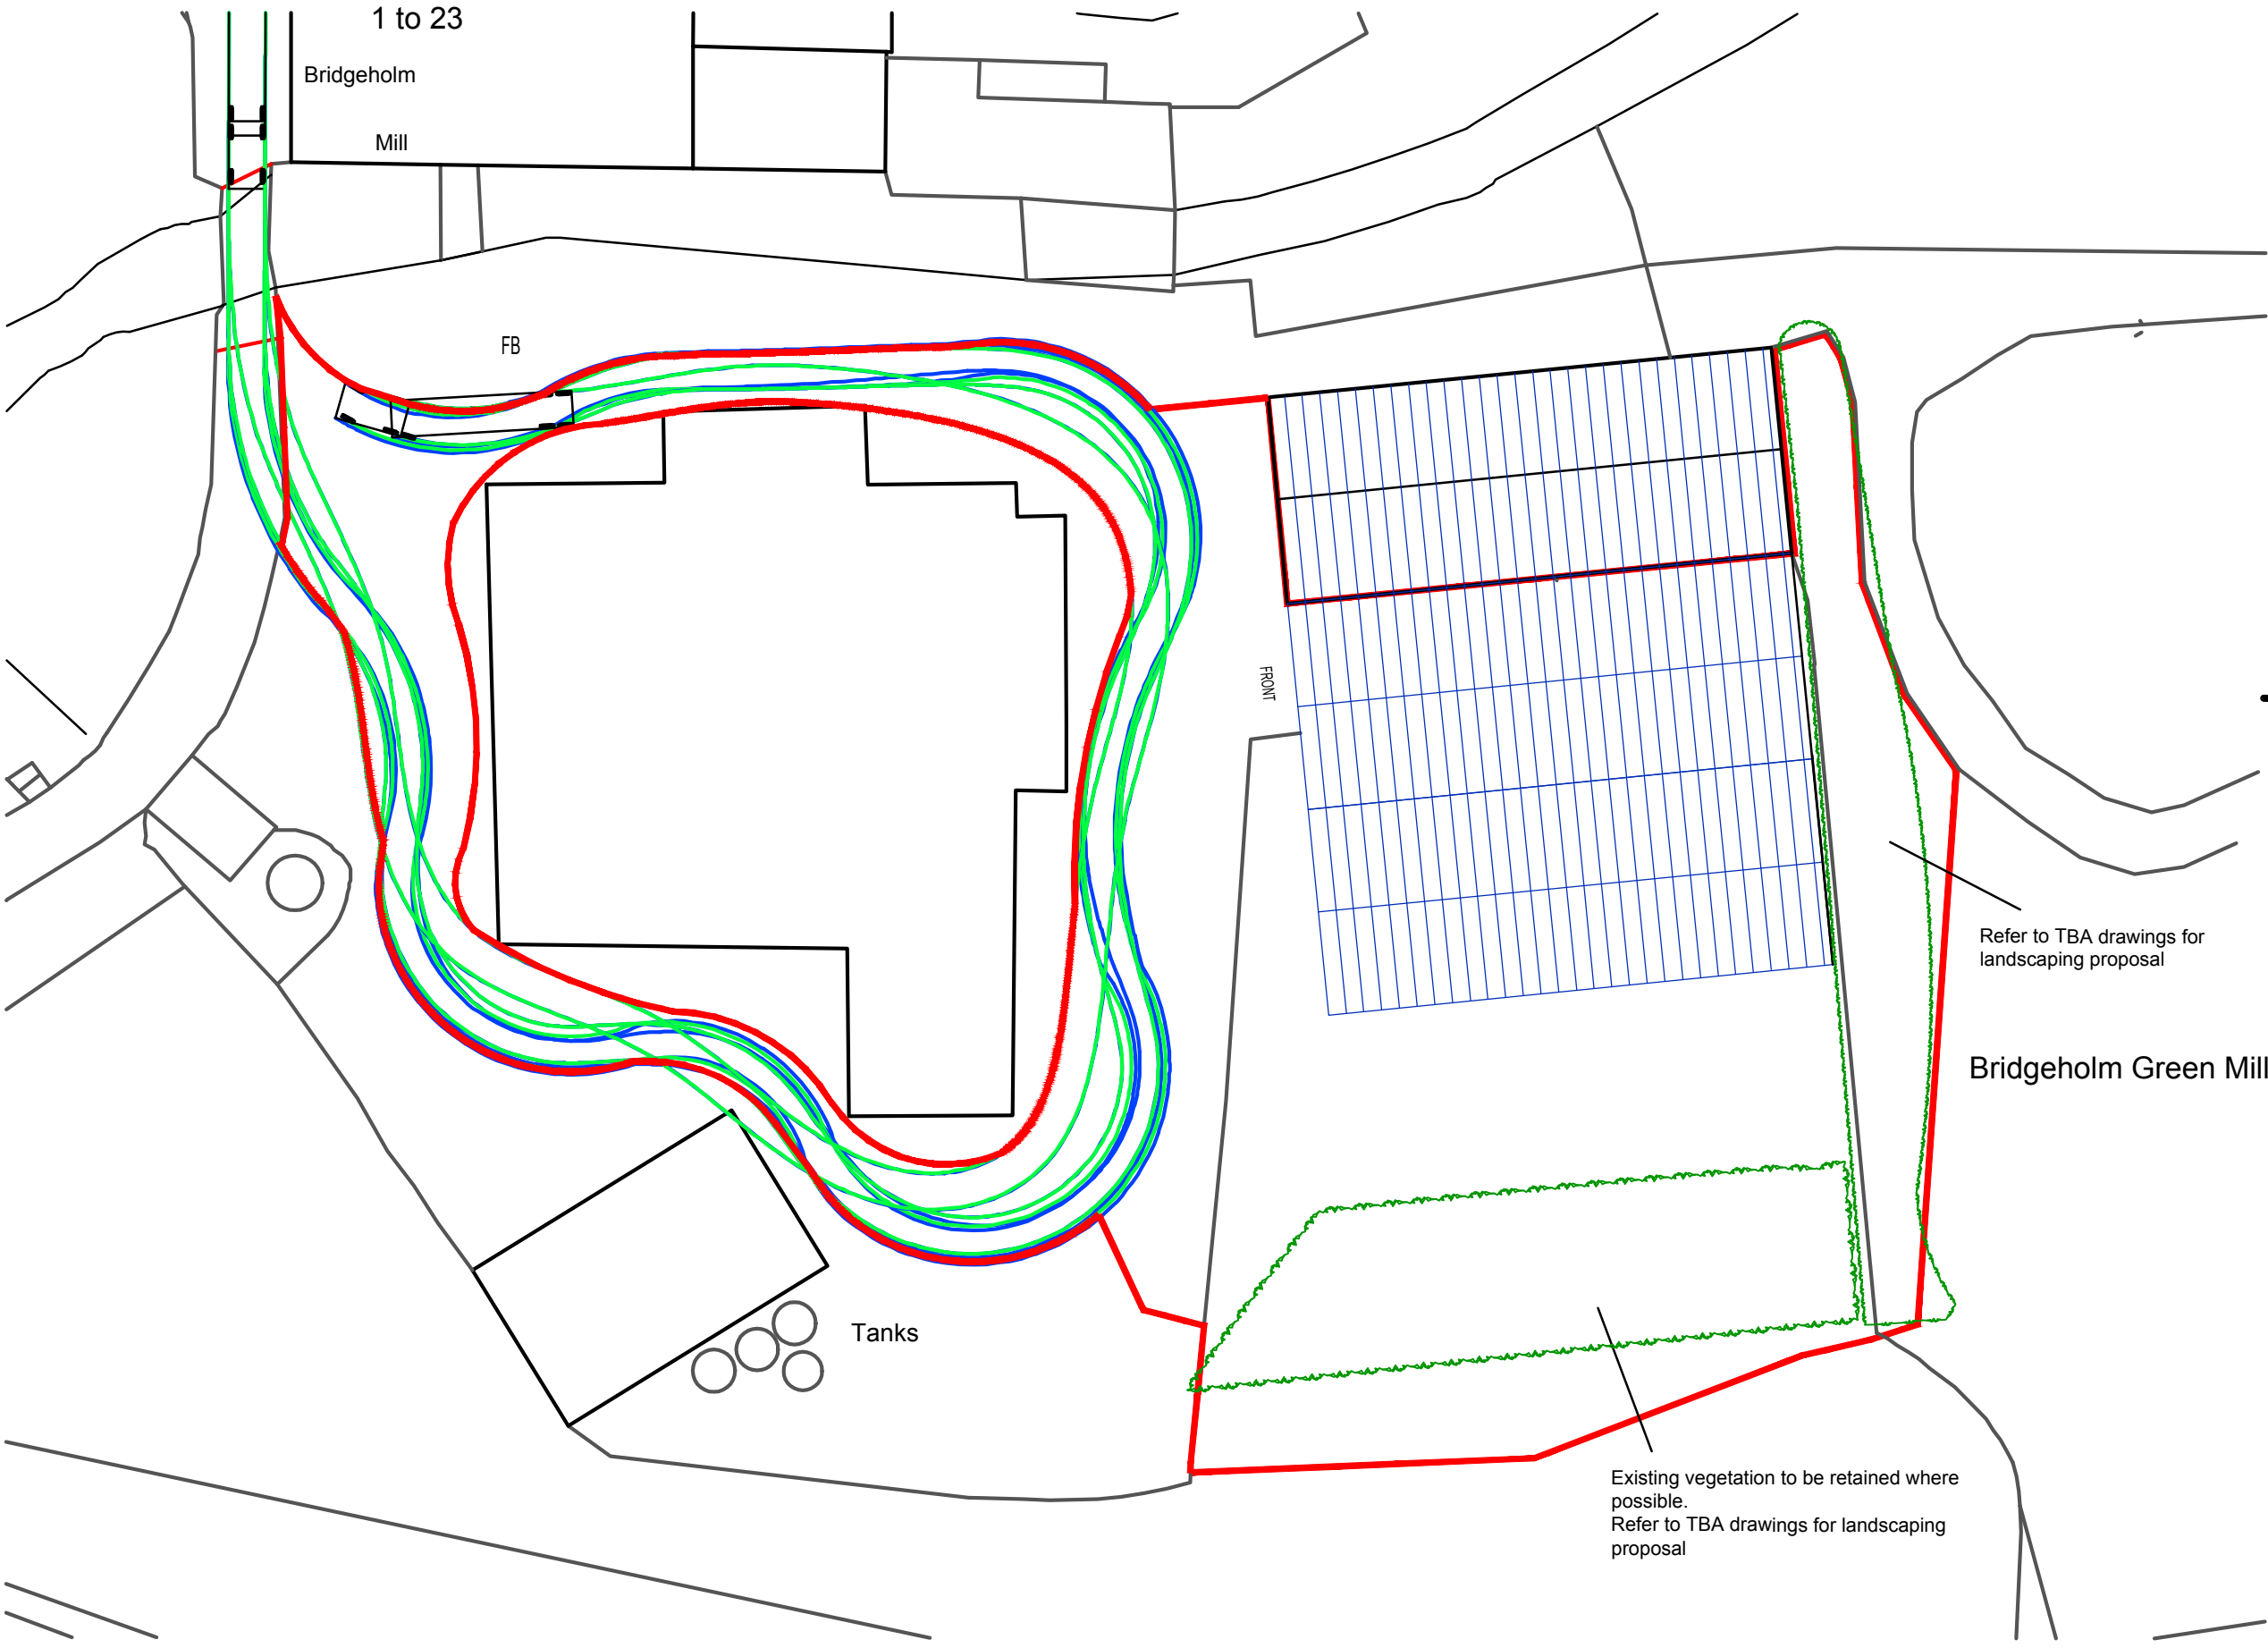 1 to 23
Bridgeholm
Mill
FB
FRONT
Refer to TBA drawings for
landscaping proposal
Bridgeholm Green Mill
Tanks
Existing vegetation to be retained where
possible.
Refer to TBA drawings for landscaping
proposal